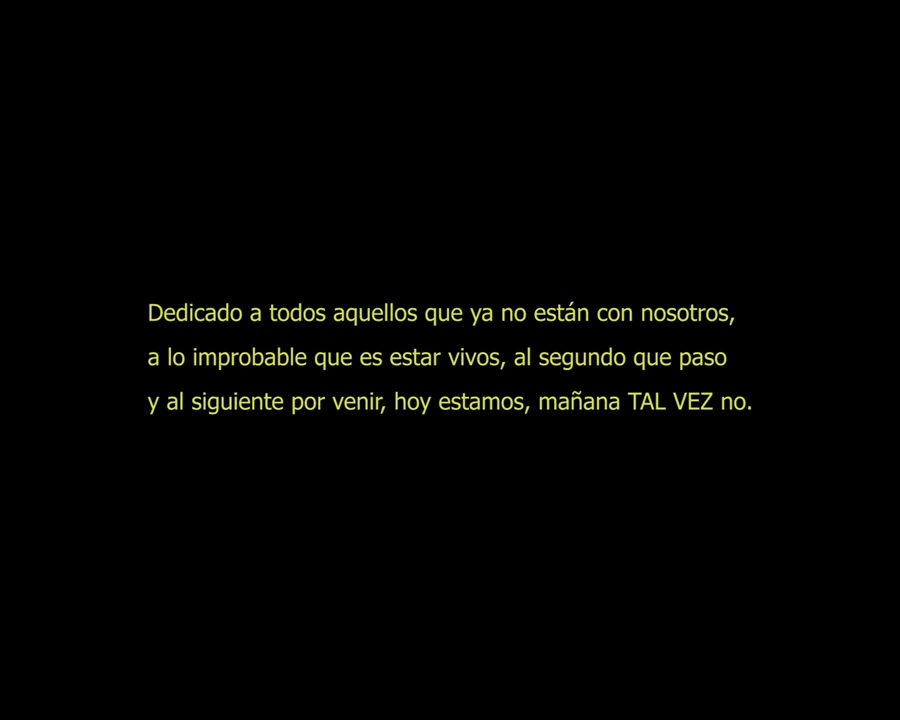 Dedicado a todos aquellos que ya no están con nosotros,
a lo improbable que es estar vivos, al segundo que paso
y al siguiente por venir, hoy estamos, mañana TAL VEZ no.